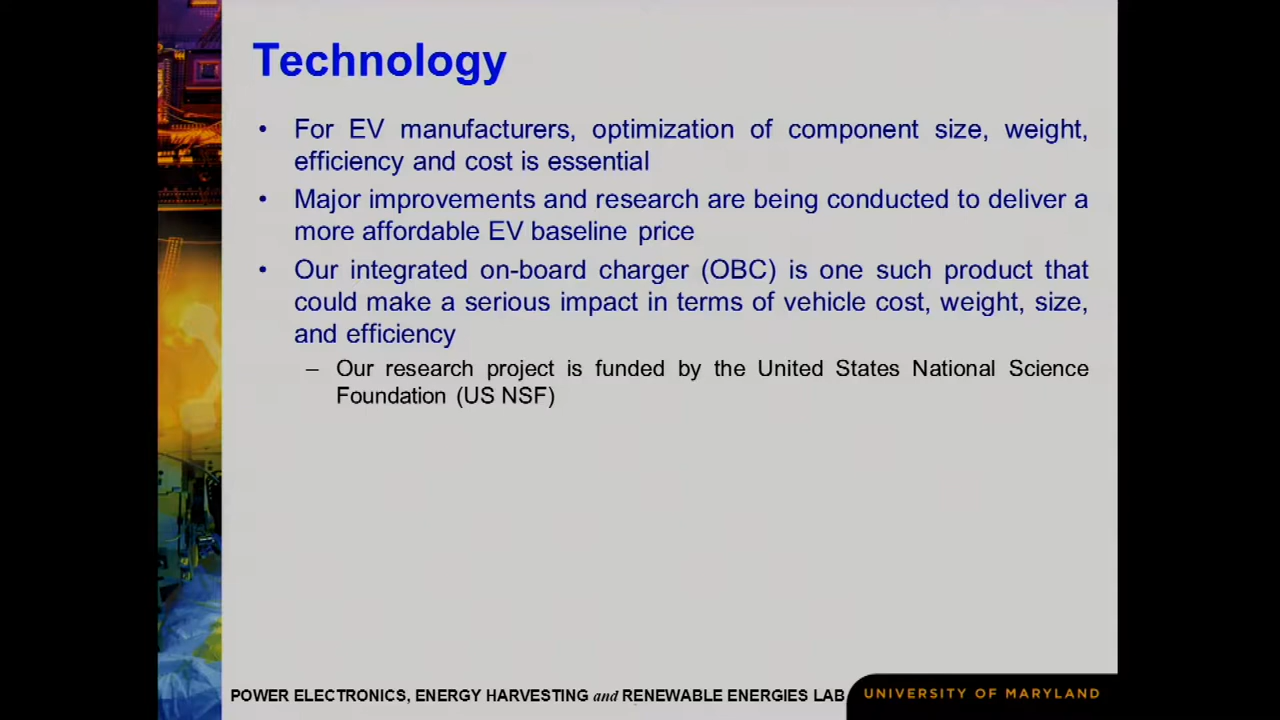 Technology
• For EV manufacturers, optimization of component size, weight,
efficiency and cost is essential
• Major improvements and research are being conducted to deliver a
more affordable EV baseline price
• Our integrated on-board charger (OBC) is one such product that
could make a serious impact in terms of vehicle cost, weight, size,
and efficiency
– Our research project is funded by the United States National Science
Foundation (US NSF)
POWER ELECTRONICS, ENERGY HARVESTING and RENEWABLE ENERGIES LAB
UNIVERSITY OF MARYLAND